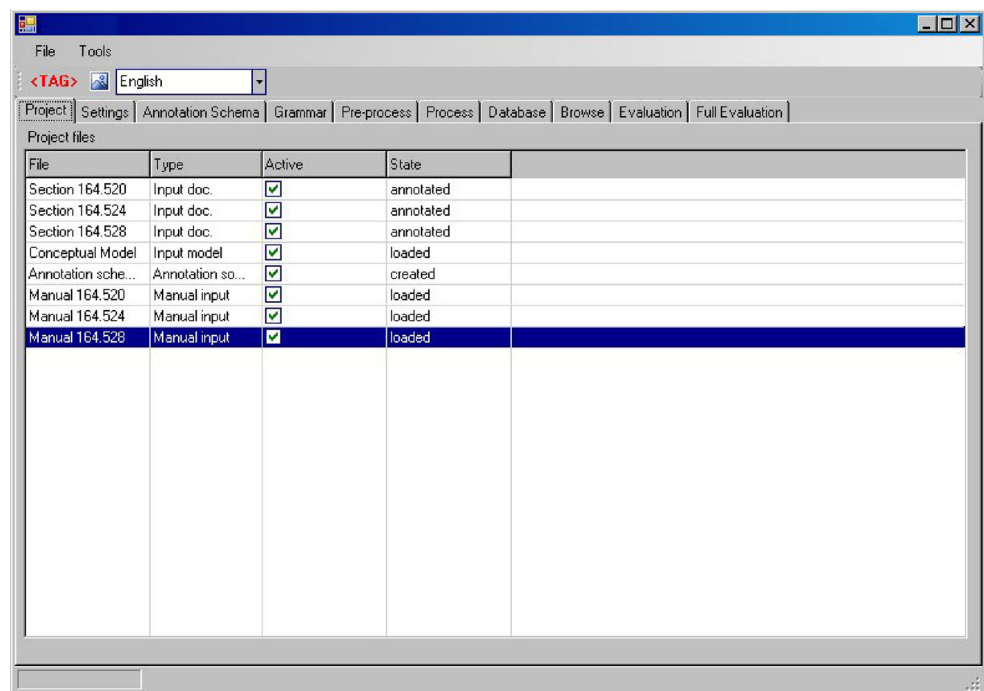 File Tools
<TAG> English
Project Settings Annotation Schema Grammar Pre-process Process Database Browse Evaluation Full Evaluation
Project files
File Type Active State
Section 164.520 Input doc. annotated
Section 164.524 Input doc. annotated
Section 164.528 Input doc. annotated
Conceptual Model Input model loaded
Annotation sche... Annotation so... created
Manual 164.520 Manual input loaded
Manual 164.524 Manual input loaded
Manual 164.528 Manual input loaded